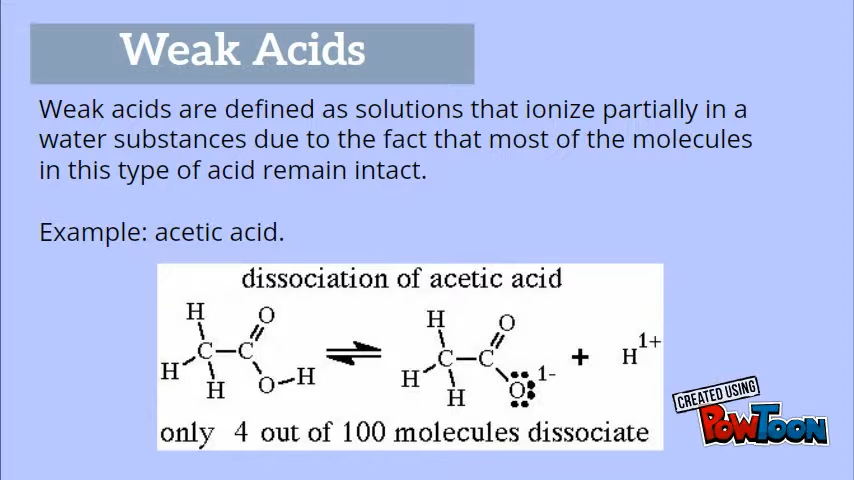 Weak Acids
Weak acids are defined as solutions that ionize partially in a
water substances due to the fact that most of the molecules
in this type of acid remain intact.
Example: acetic acid.
dissociation of acetic acid
H O H O
C C C C + H 1+
H H O H H H O 1-
only 4 out of 100 molecules dissociate
CREATED USING
POWTOON